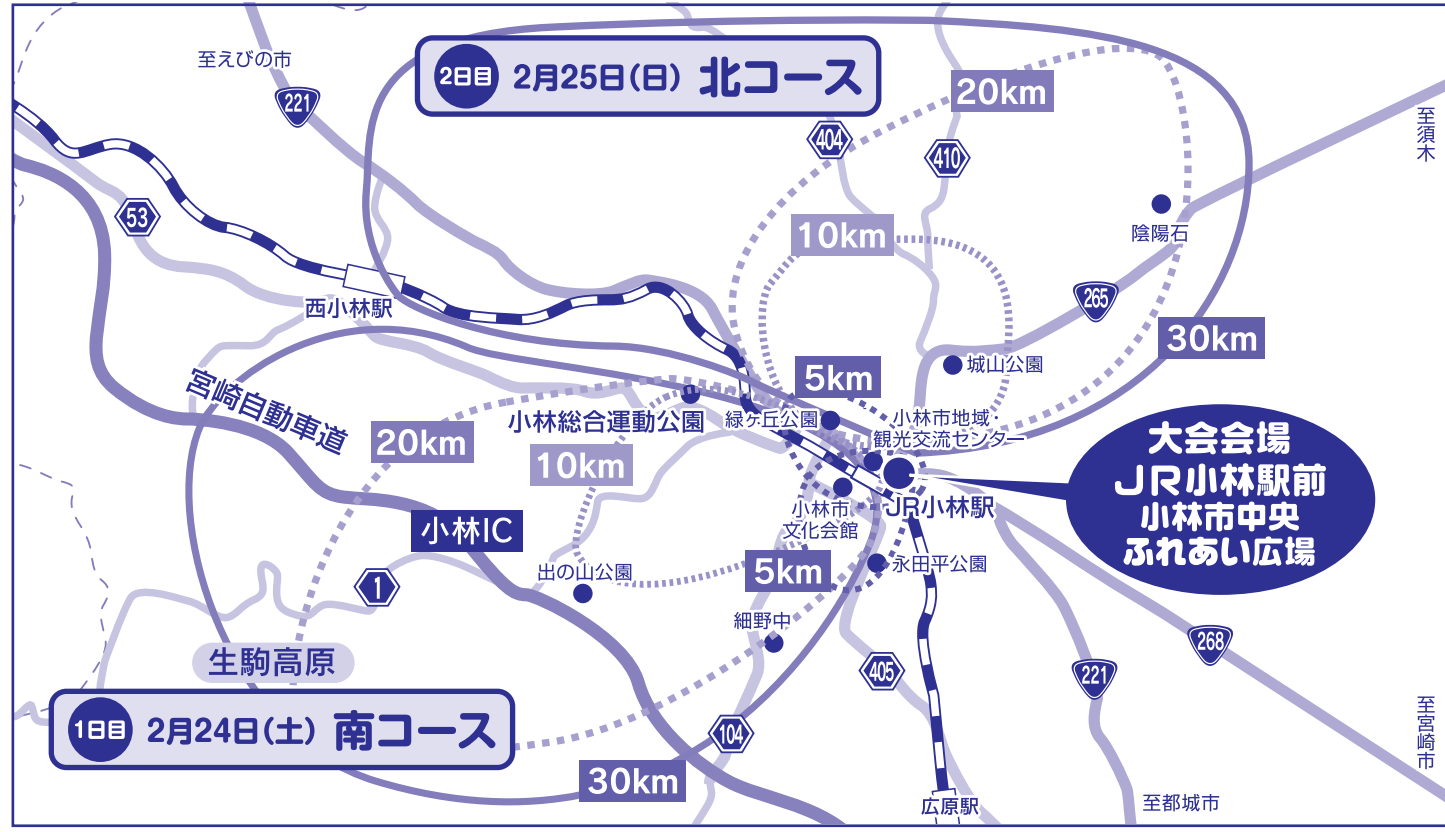 至えびの市
2日目 2月25日(日) 北コース
221
20km
404
410
至須木
53
10km
陰陽石
265
西小林駅
30km
5km
城山公園
宮崎自動車道
小林総合運動公園
緑ヶ丘公園
小林市地域・
観光交流センター
20km
10km
大会会場
JR小林駅前
小林市中央
ふれあい広場
小林IC
小林市
文化会館
JR小林駅
5km
永田平公園
1
出の山公園
細野中
生駒高原
405
221
268
1日目 2月24日(土) 南コース
104
30km
広原駅
至都城市
至宮崎市